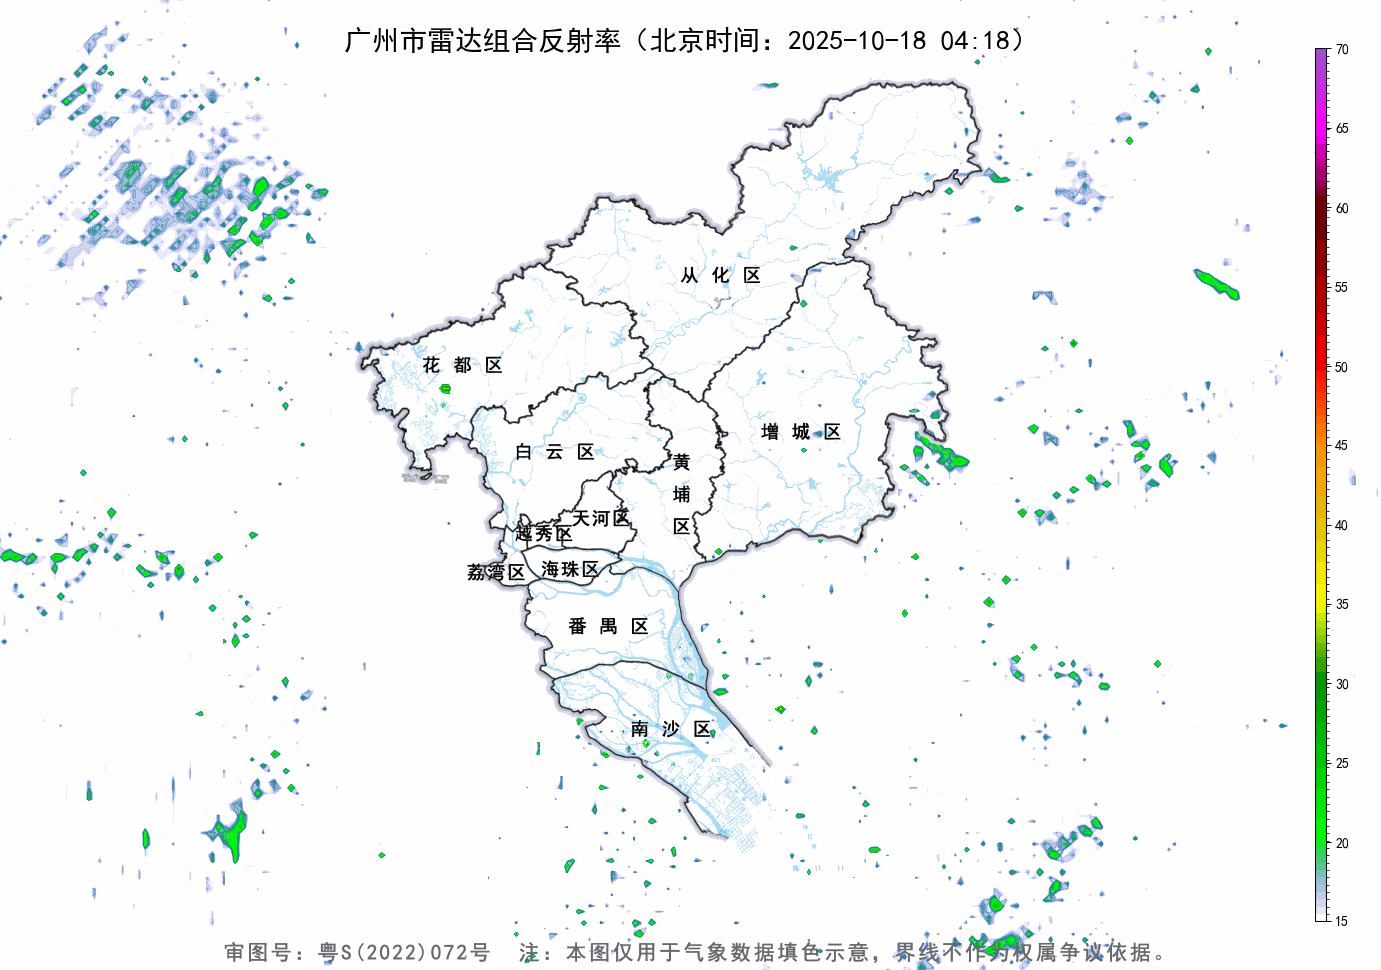 广州市雷达组合反射率（北京时间：2025-10-18 04:18）
70
65
60
55
50
45
40
35
30
25
20
15
从化区
花都区
增城区
白云区
黄埔区
天河区
越秀区
荔湾区
海珠区
番禺区
南沙区
审图号：粤S(2022)072号 注：本图仅用于气象数据填色示意，界线不作为权属争议依据。